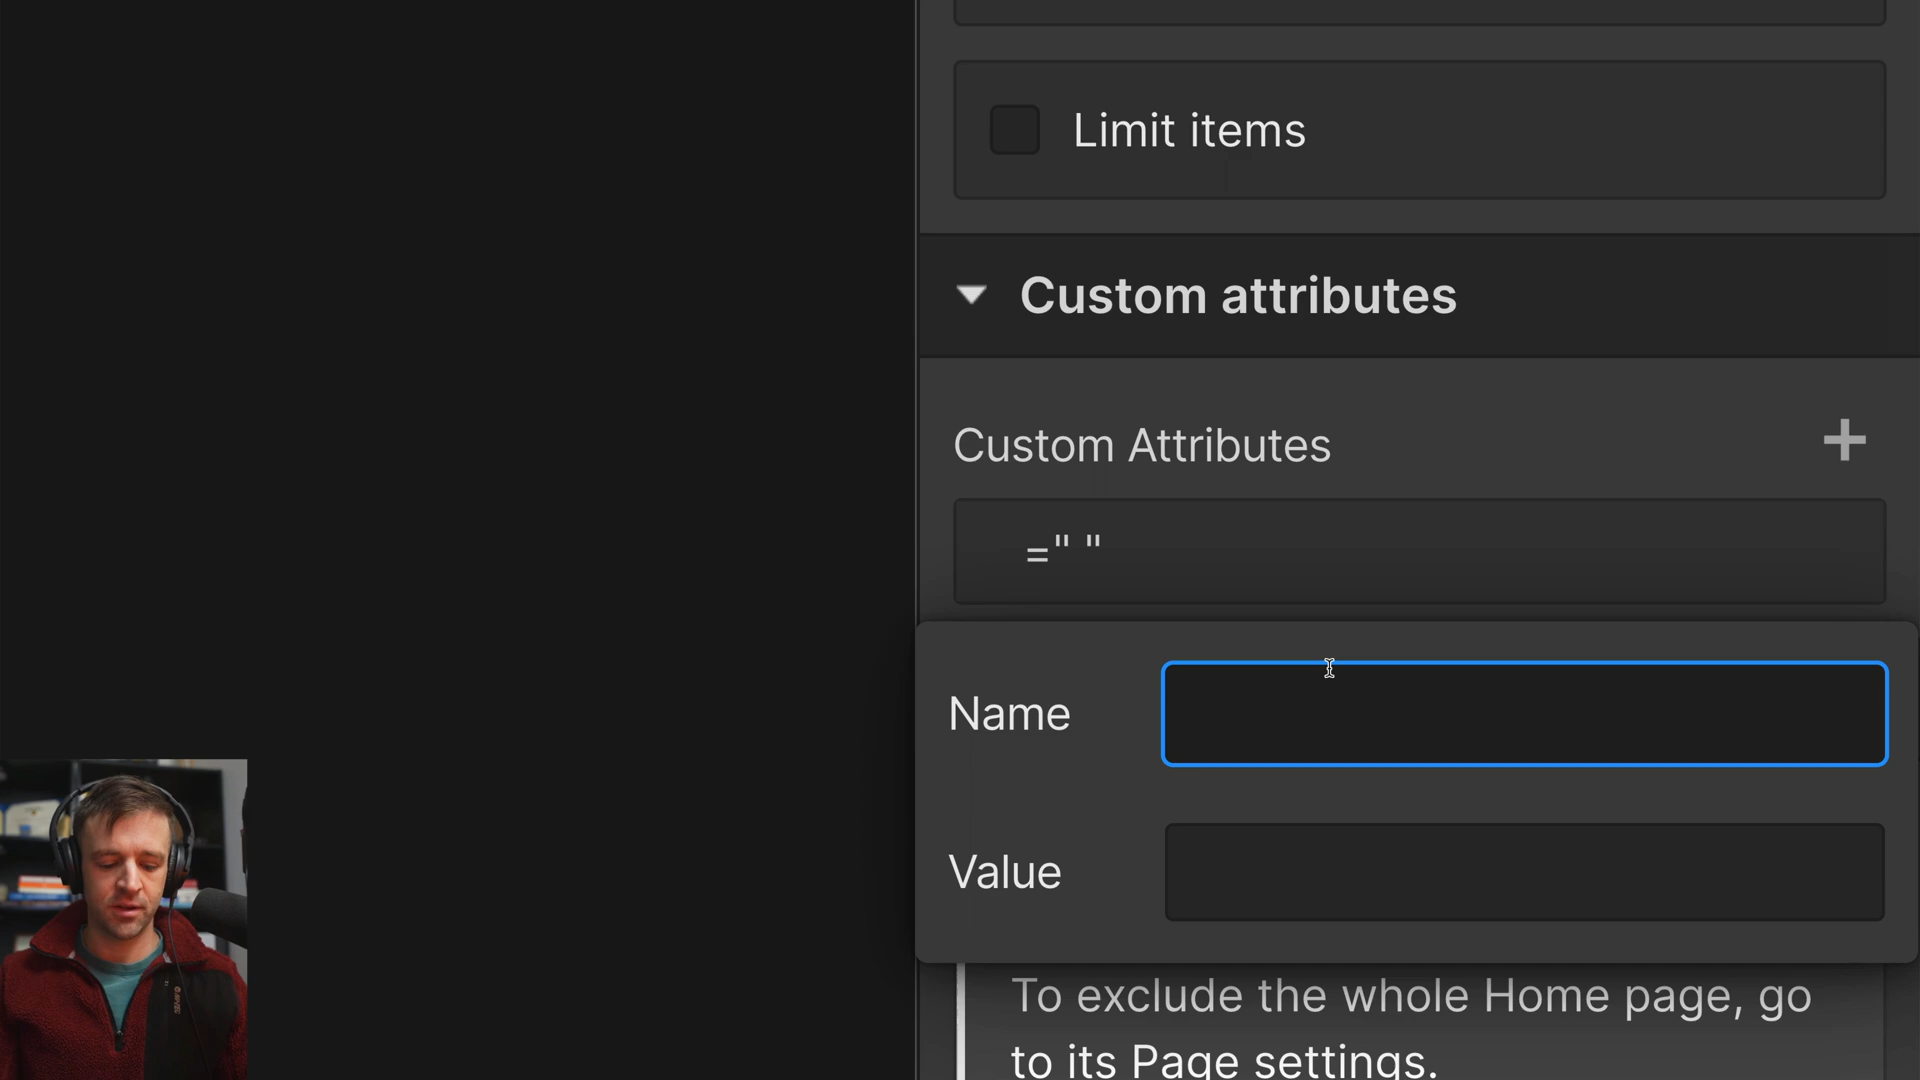 Limit items
Custom attributes
Custom Attributes
=" "
Name
Value
To exclude the whole Home page, go
to its Page settings.